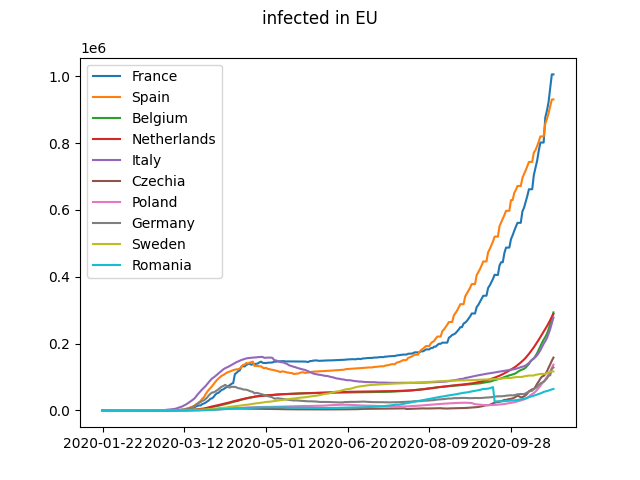 infected in EU
1e6
1.0
0.8
0.6
0.4
0.2
0.0
France
Spain
Belgium
Netherlands
Italy
Czechia
Poland
Germany
Sweden
Romania
2020-01-22 2020-03-12 2020-05-01 2020-06-20 2020-08-09 2020-09-28